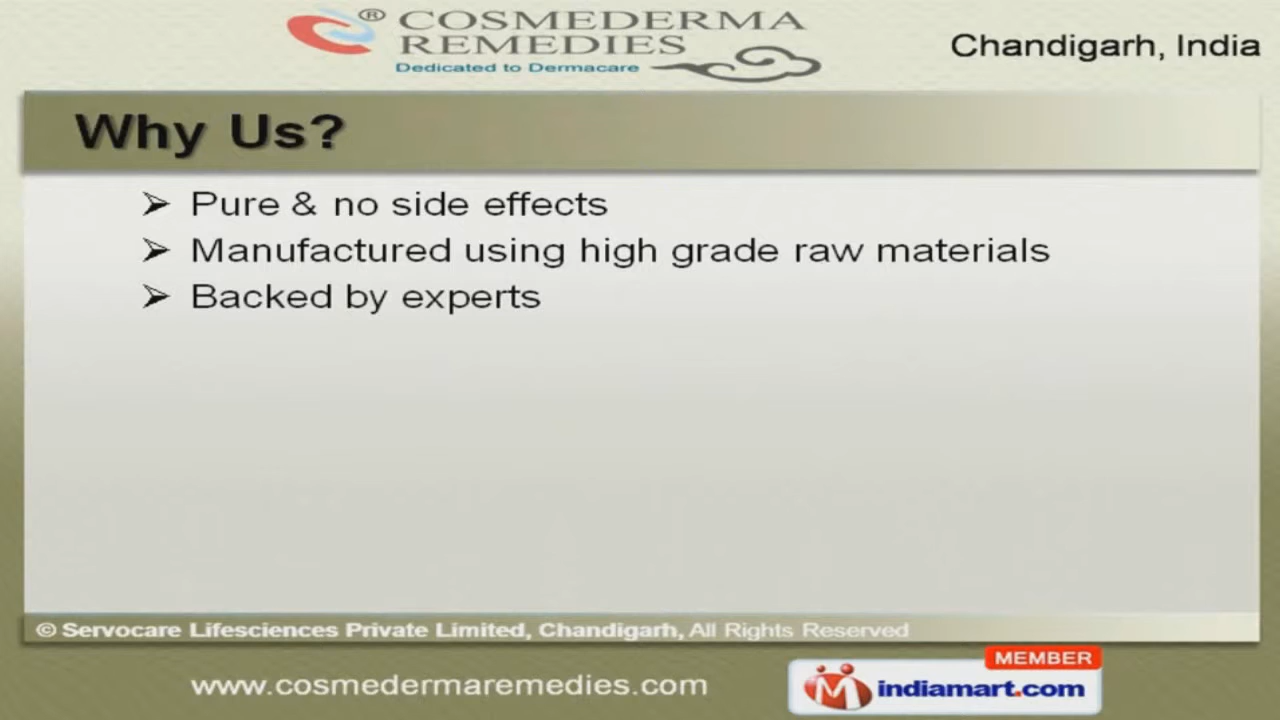 ® COSMEDERMA
REMEDIES
Dedicated to Dermacare
Chandigarh, India
Why Us?
➢ Pure & no side effects
➢ Manufactured using high grade raw materials
➢ Backed by experts
© Servocare Lifesciences Private Limited, Chandigarh, All Rights Reserved
www.cosmedermaremedies.com
MEMBER
indiamart.com